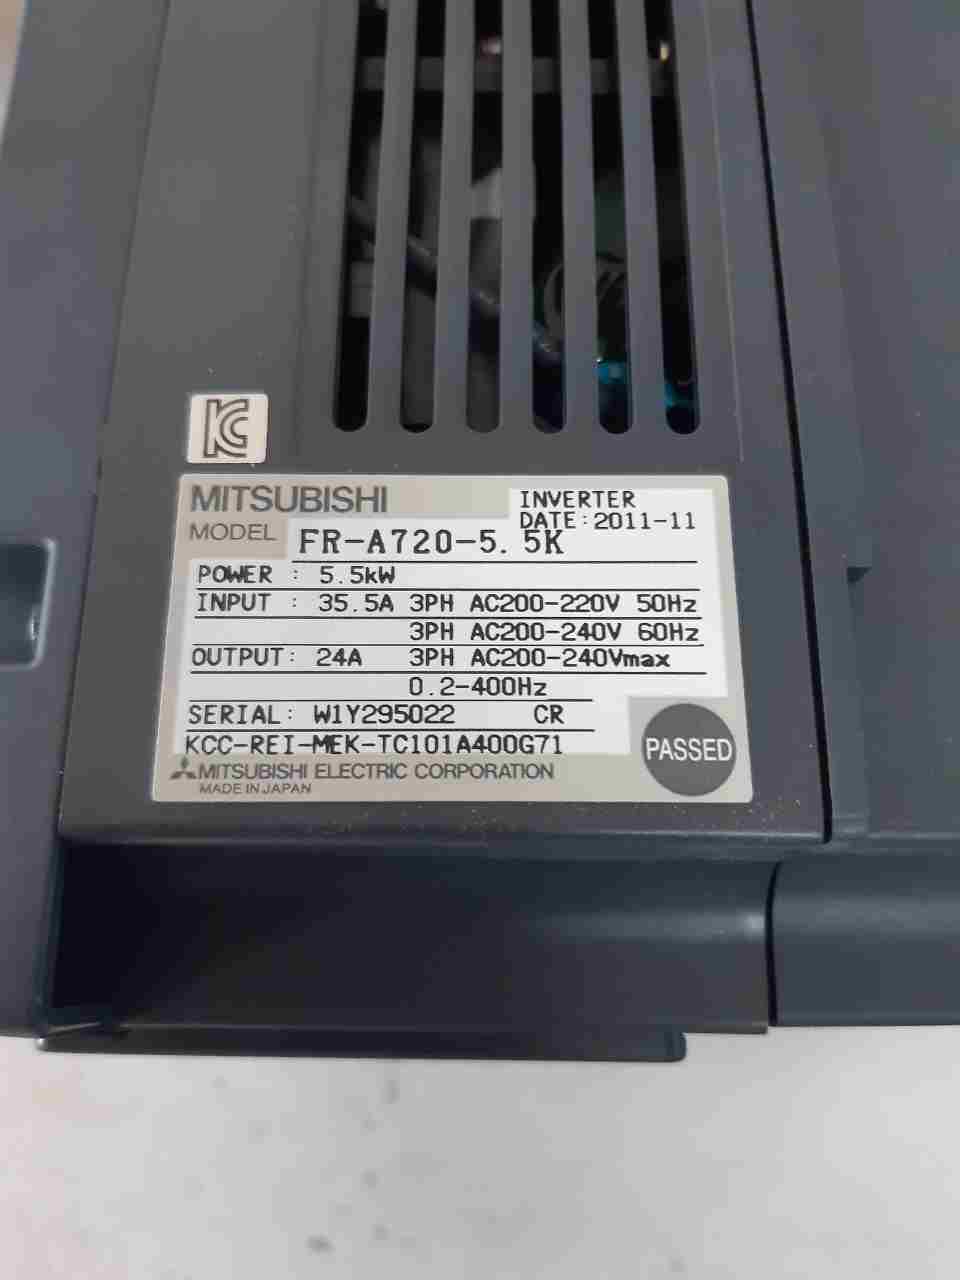 KC
MITSUBISHI
INVERTER
DATE:2011-11
MODEL FR-A720-5.5K
POWER : 5.5kW
INPUT : 35.5A 3PH AC200-220V 50Hz
3PH AC200-240V 60Hz
OUTPUT: 24A 3PH AC200-240Vmax
0.2-400Hz
SERIAL: W1Y295022 CR
KCC-REI-MEK-TC101A400G71
PASSED
MITSUBISHI ELECTRIC CORPORATION
MADE IN JAPAN